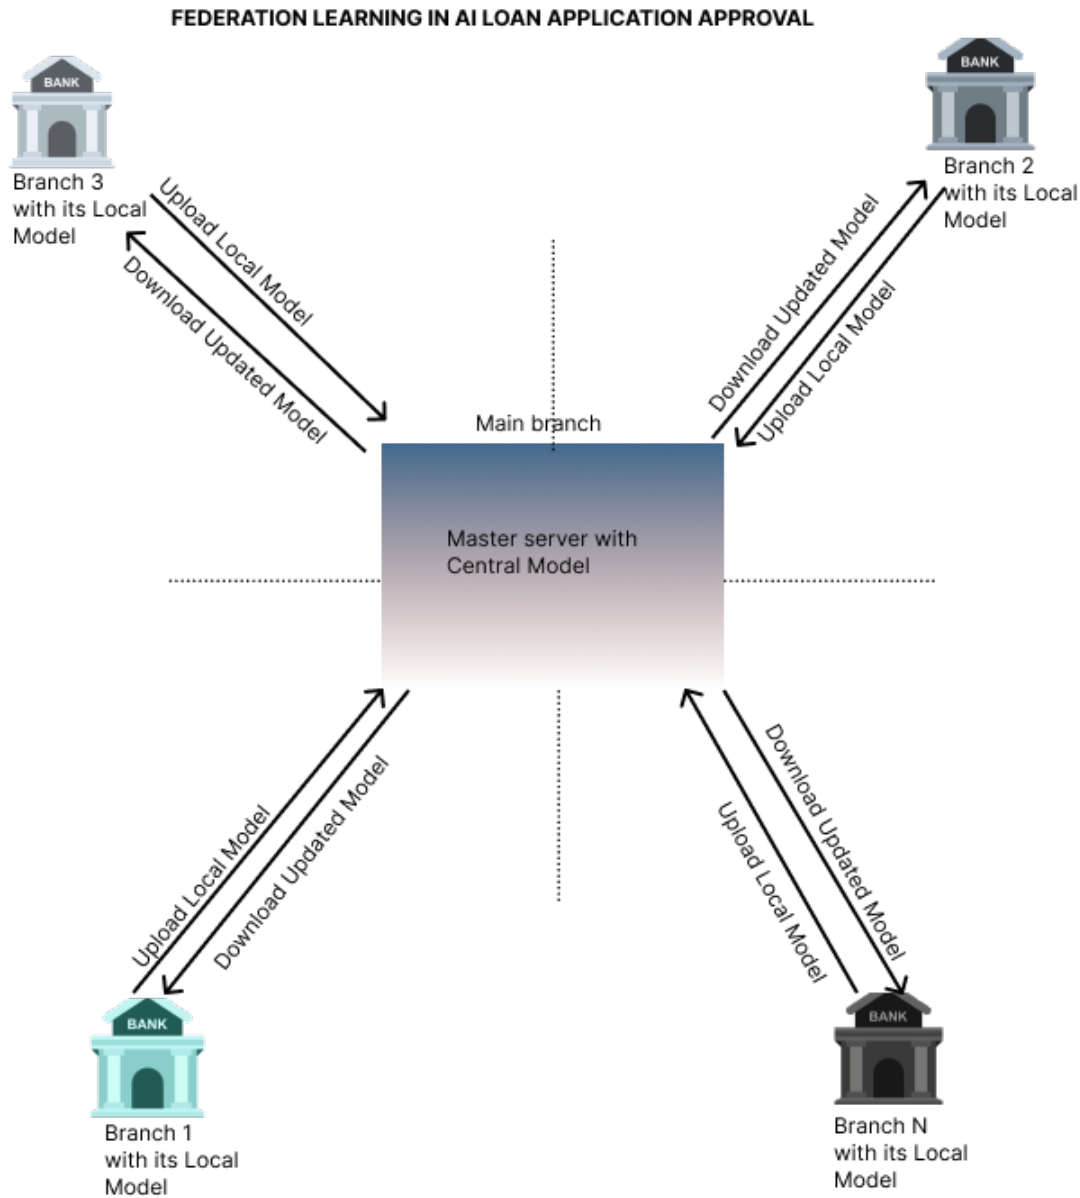 FEDERATION LEARNING IN AI LOAN APPLICATION APPROVAL
BANK
Branch 3
with its Local
Model
BANK
Branch 2
with its Local
Model
Upload Local Model
Download Updated Model
Download Updated Model
Upload Local Model
Main branch
Master server with
Central Model
Upload Local Model
Download Updated Model
Upload Local Model
Download Updated Model
BANK
Branch 1
with its Local
Model
BANK
Branch N
with its Local
Model